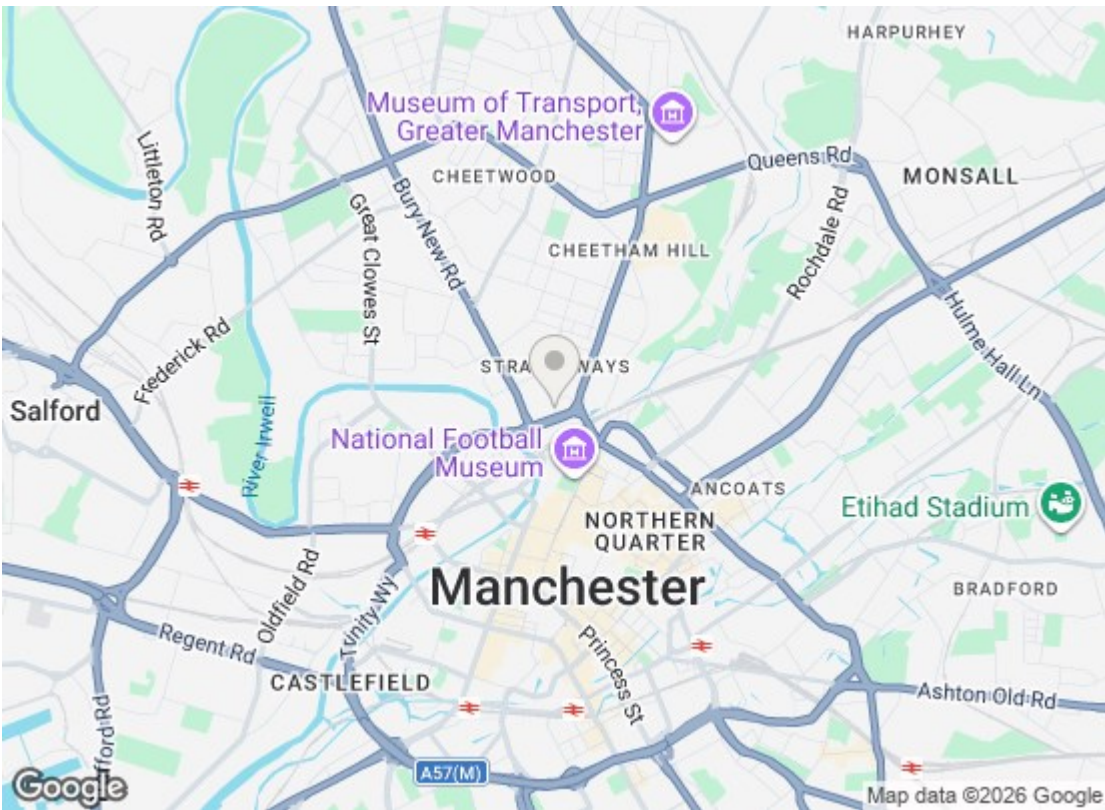 HARPURHEY
Museum of Transport,
Greater Manchester
Littleton Rd
CHEETWOOD
Queens Rd
MONSALL
Bury New Rd
Great Clowes St
Rochdale Rd
CHEETHAM HILL
Hulme Hall Ln
Frederick Rd
Salford
River Irwell
National Football
Museum
ANCOATS
Etihad Stadium
NORTHERN
QUARTER
Manchester
BRADFORD
Oldfield Rd
Trinity Wy
Regent Rd
Princess St
CASTLEFIELD
Ashton Old Rd
A57(M)
Google
Map data ©2026 Google